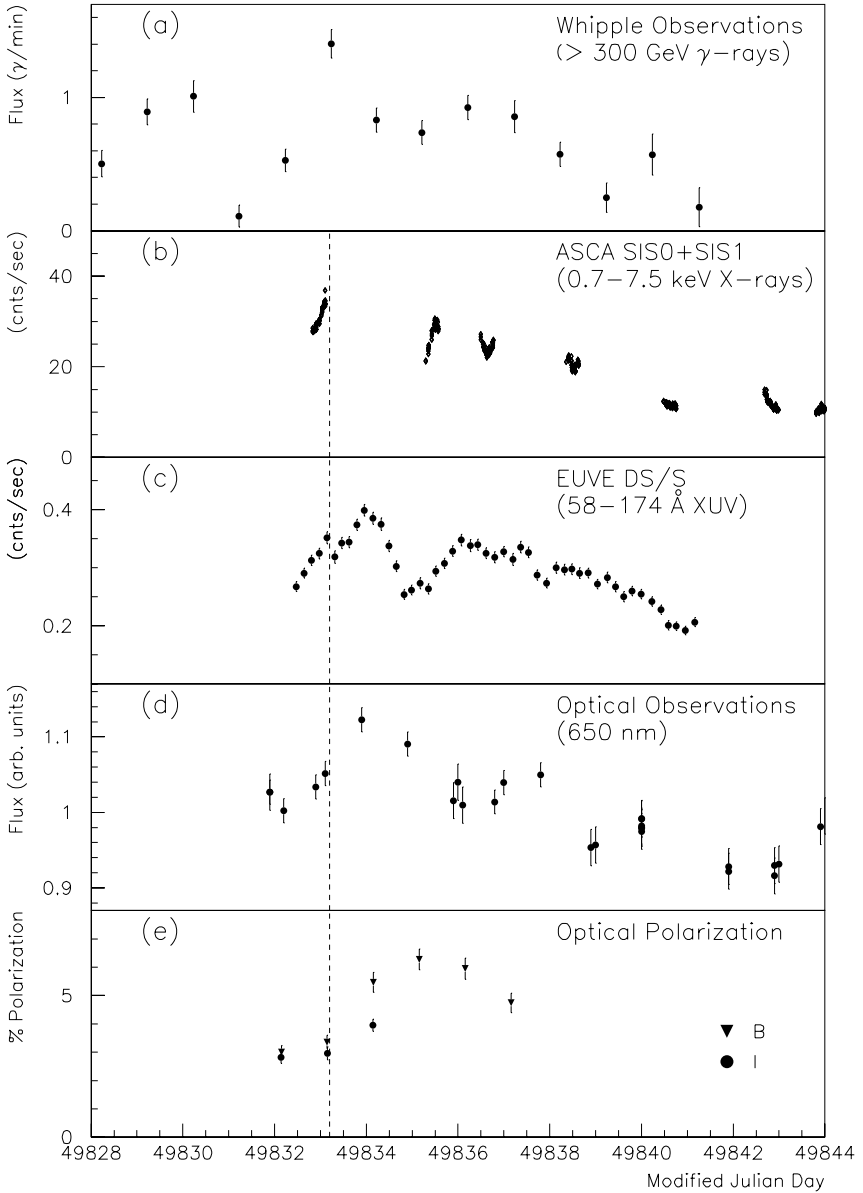 (a)
Whipple Observations
(> 300 GeV γ−rays)
Flux (γ/min)
1
0
(b)
ASCA SIS0+SIS1
(0.7−7.5 keV X−rays)
(cnts/sec)
40
20
0
(c)
EUVE DS/S
(58−174 Å XUV)
(cnts/sec)
0.4
0.2
(d)
Optical Observations
(650 nm)
Flux (arb. units)
1.1
1
0.9
(e)
Optical Polarization
% Polarization
5
0
B
I
49828 49830 49832 49834 49836 49838 49840 49842 49844
Modified Julian Day